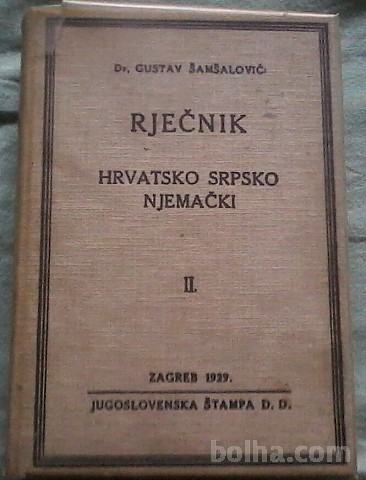 Dr. GUSTAV ŠAMŠALOVIĆ:
RJEČNIK
HRVATSKO SRPSKO
NJEMAČKI
II.
ZAGREB 1929.
JUGOSLOVENSKA ŠTAMPA D. D.
bolha.com